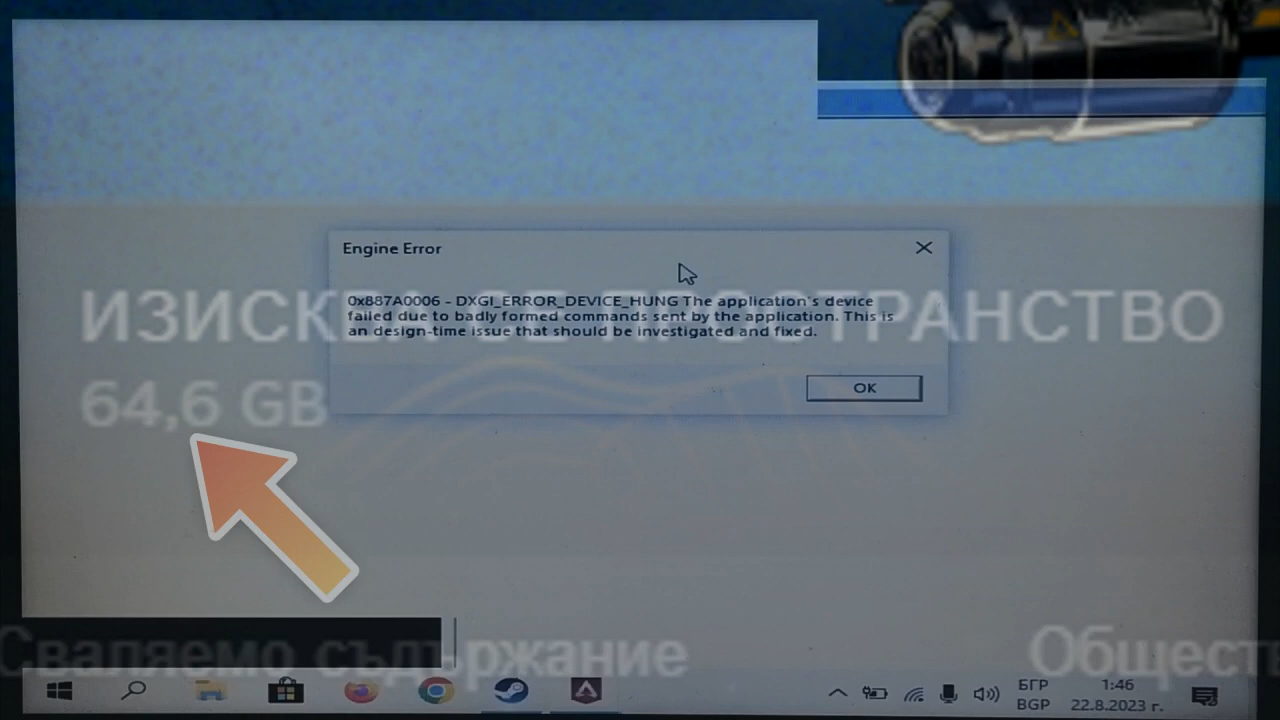 Engine Error
0x887A0006 - DXGI_ERROR_DEVICE_HUNG The application's device
failed due to badly formed commands sent by the application. This is
an design-time issue that should be investigated and fixed.
OK
64,6 GB
Сваляемо съдържание
БГР
BGP
1:46
22.8.2023 г.